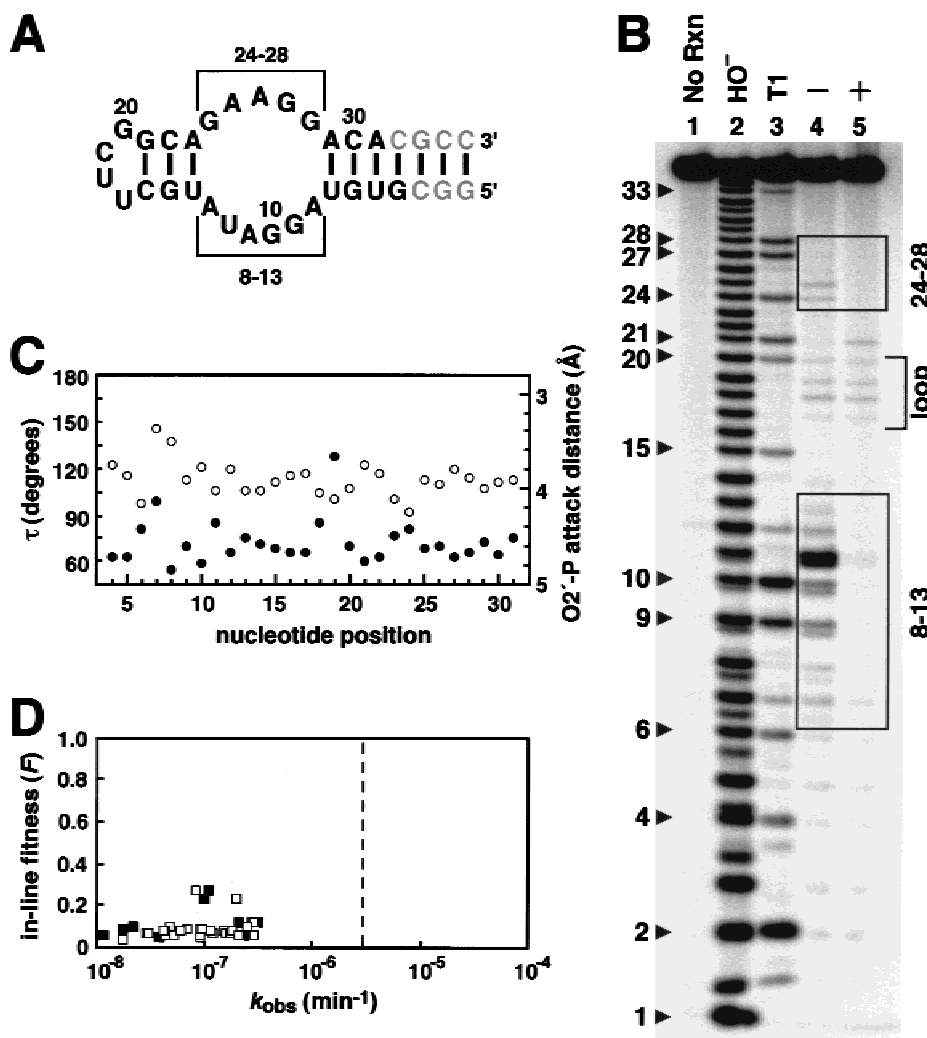 A
24-28
20
30
G A A G G
G G C A
A C A C G C C 3'
C
U
U C G U
U G U G C G G 5'
A U A G G A
10
8-13
B
No Rxn
HO⁻
T1
–
+
1 2 3 4 5
33
28
27
24
21
20
15
10
9
6
4
2
1
24-28
loop
8-13
C
180
150
120
90
60
τ (degrees)
3
4
5
O2´-P attack distance (Å)
5 10 15 20 25 30
nucleotide position
D
1.0
0.8
0.6
0.4
0.2
0
in-line fitness (F)
10⁻⁸ 10⁻⁷ 10⁻⁶ 10⁻⁵ 10⁻⁴
kobs (min⁻¹)